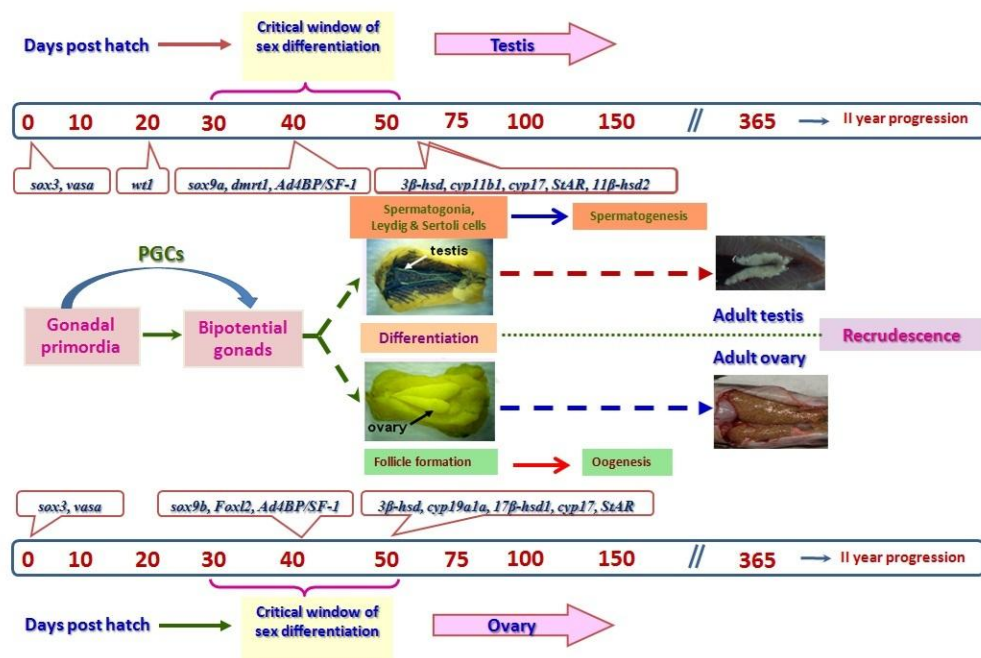 Critical window of
sex differentiation
Days post hatch
Testis
0 10 20 30 40 50 75 100 150 // 365 II year progression
sox3, vasa
wt1
sox9a, dmrt1, Ad4BP/SF-1
3β-hsd, cyp11b1, cyp17, StAR, 11β-hsd2
Spermatogonia,
Leydig & Sertoli cells
Spermatogenesis
PGCs
testis
Gonadal
primordia
Bipotential
gonads
Differentiation
Adult testis
Recrudescence
Adult ovary
ovary
Follicle formation
Oogenesis
sox3, vasa
sox9b, Foxl2, Ad4BP/SF-1
3β-hsd, cyp19a1a, 17β-hsd1, cyp17, StAR
0 10 20 30 40 50 75 100 150 // 365 II year progression
Days post hatch
Critical window of
sex differentiation
Ovary